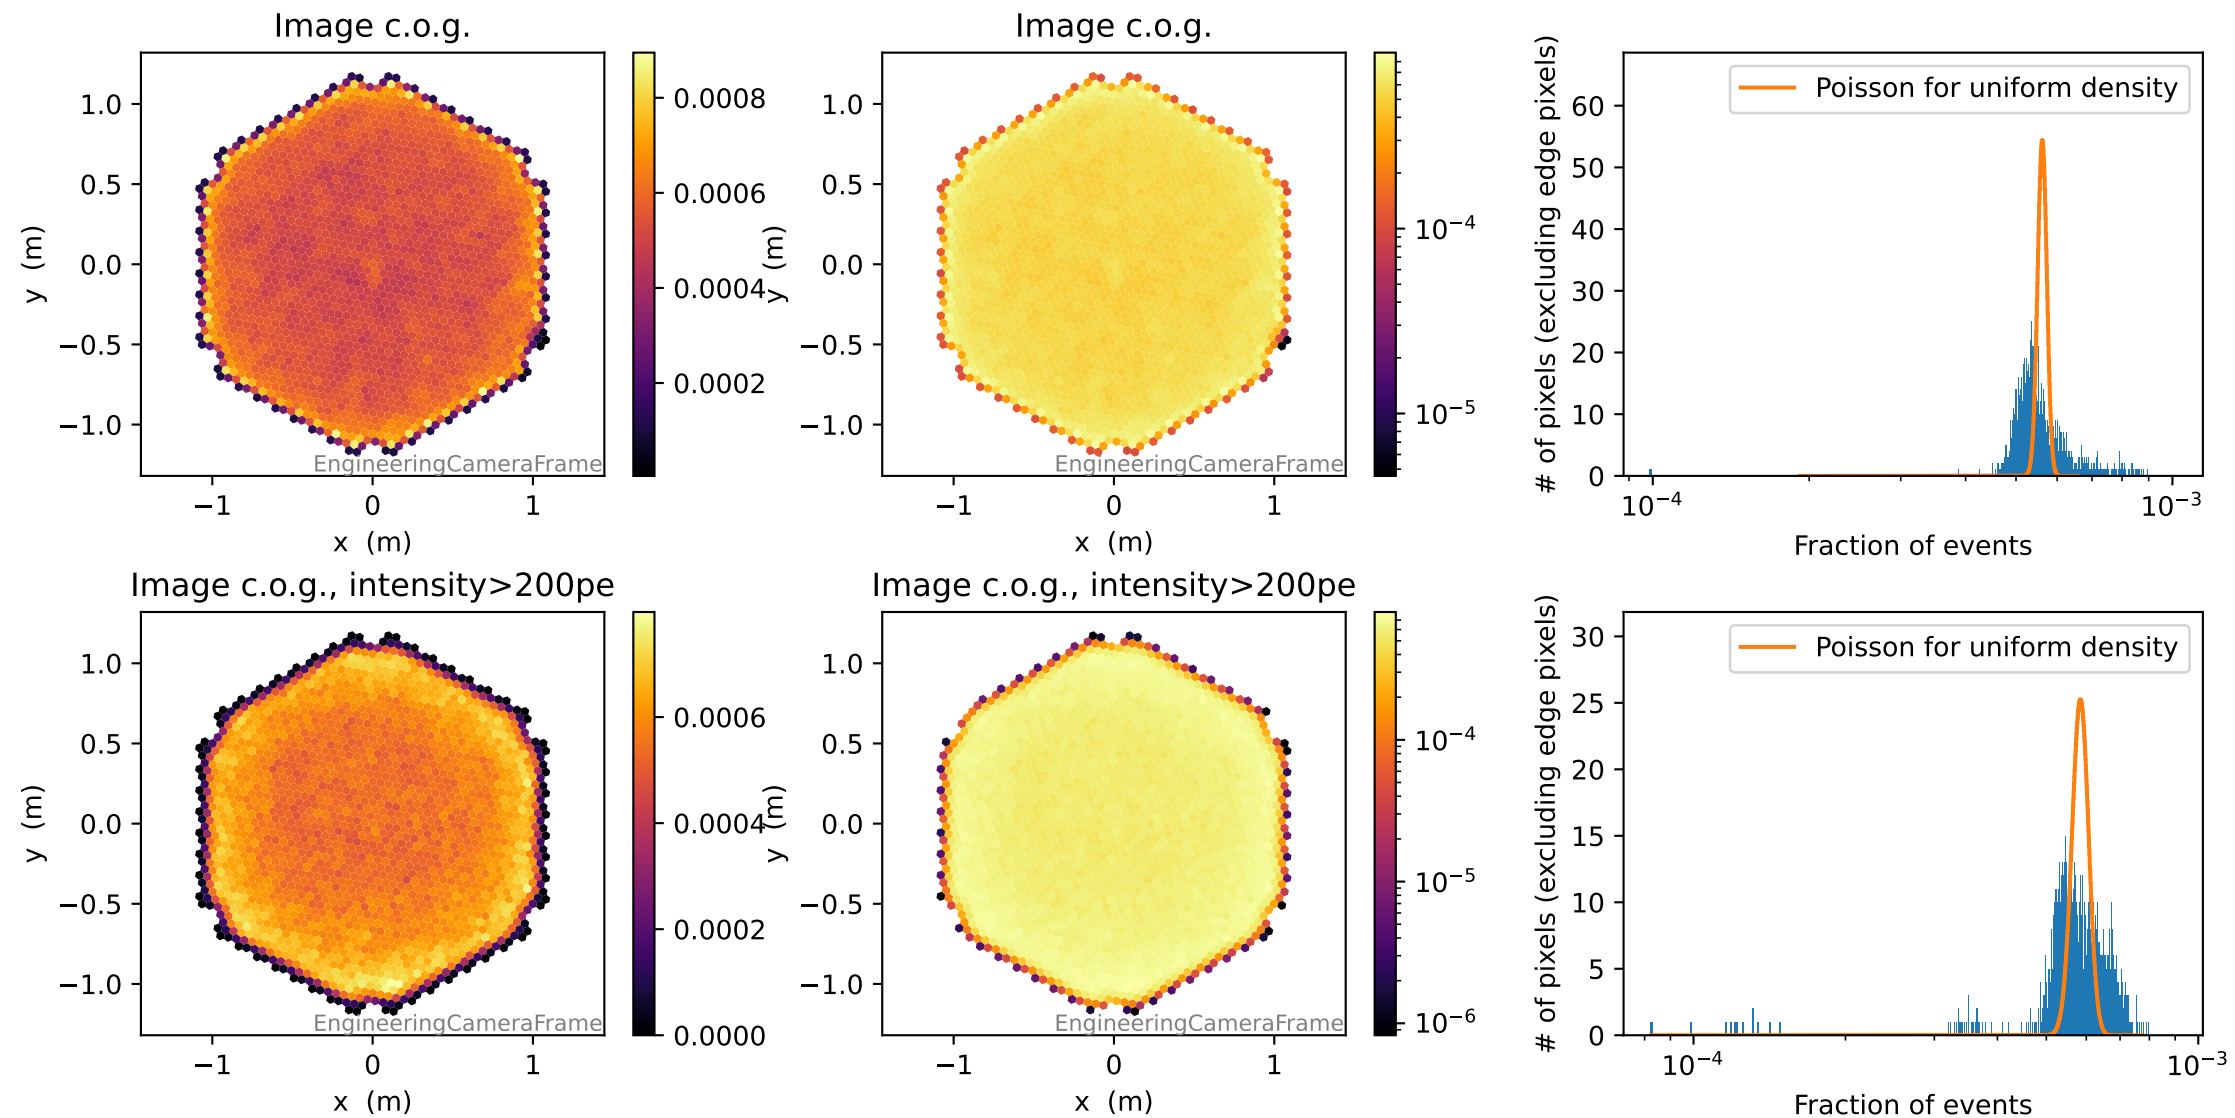 Image c.o.g.
1.0
0.5
0.0
−0.5
−1.0
y (m)
−1
0
1
x (m)
EngineeringCameraFrame
0.0008
0.0006
0.0004
0.0002
Image c.o.g.
1.0
0.5
0.0
−0.5
−1.0
y (m)
−1
0
1
x (m)
EngineeringCameraFrame
10⁻⁴
10⁻⁵
# of pixels (excluding edge pixels)
60
50
40
30
20
10
0
Poisson for uniform density
10⁻⁴
10⁻³
Fraction of events
Image c.o.g., intensity>200pe
1.0
0.5
0.0
−0.5
−1.0
y (m)
−1
0
1
x (m)
EngineeringCameraFrame
0.0006
0.0004
0.0002
0.0000
Image c.o.g., intensity>200pe
1.0
0.5
0.0
−0.5
−1.0
y (m)
−1
0
1
x (m)
EngineeringCameraFrame
10⁻⁴
10⁻⁵
10⁻⁶
# of pixels (excluding edge pixels)
30
25
20
15
10
5
0
Poisson for uniform density
10⁻⁴
10⁻³
Fraction of events